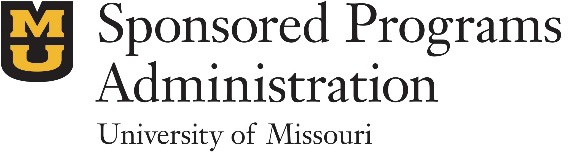 MU
Sponsored Programs
Administration
University of Missouri